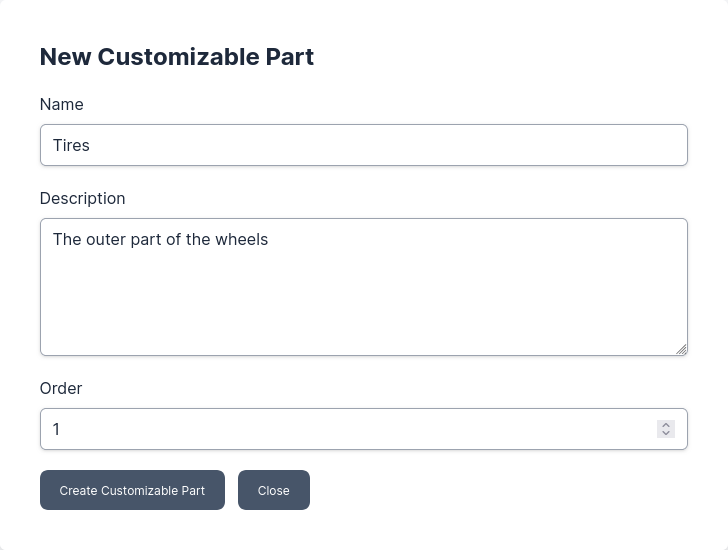 New Customizable Part
Name
Tires
Description
The outer part of the wheels
Order
1
Create Customizable Part
Close